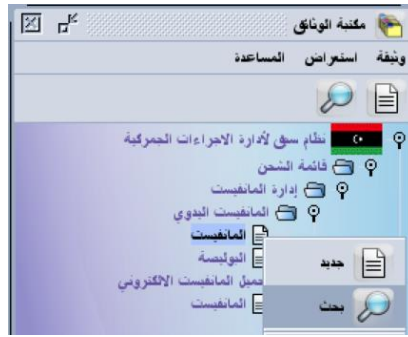 مكتبة الوثائق
وثيقة استعراض المساعدة
نظام سبق لأدارة الاجراءات الجمركية
قائمة الشحن
إدارة المانفيست
المانفيست اليدوي
المانفيست
البوليصة
تحميل المانفيست الالكتروني
المانفيست
جديد
بحث